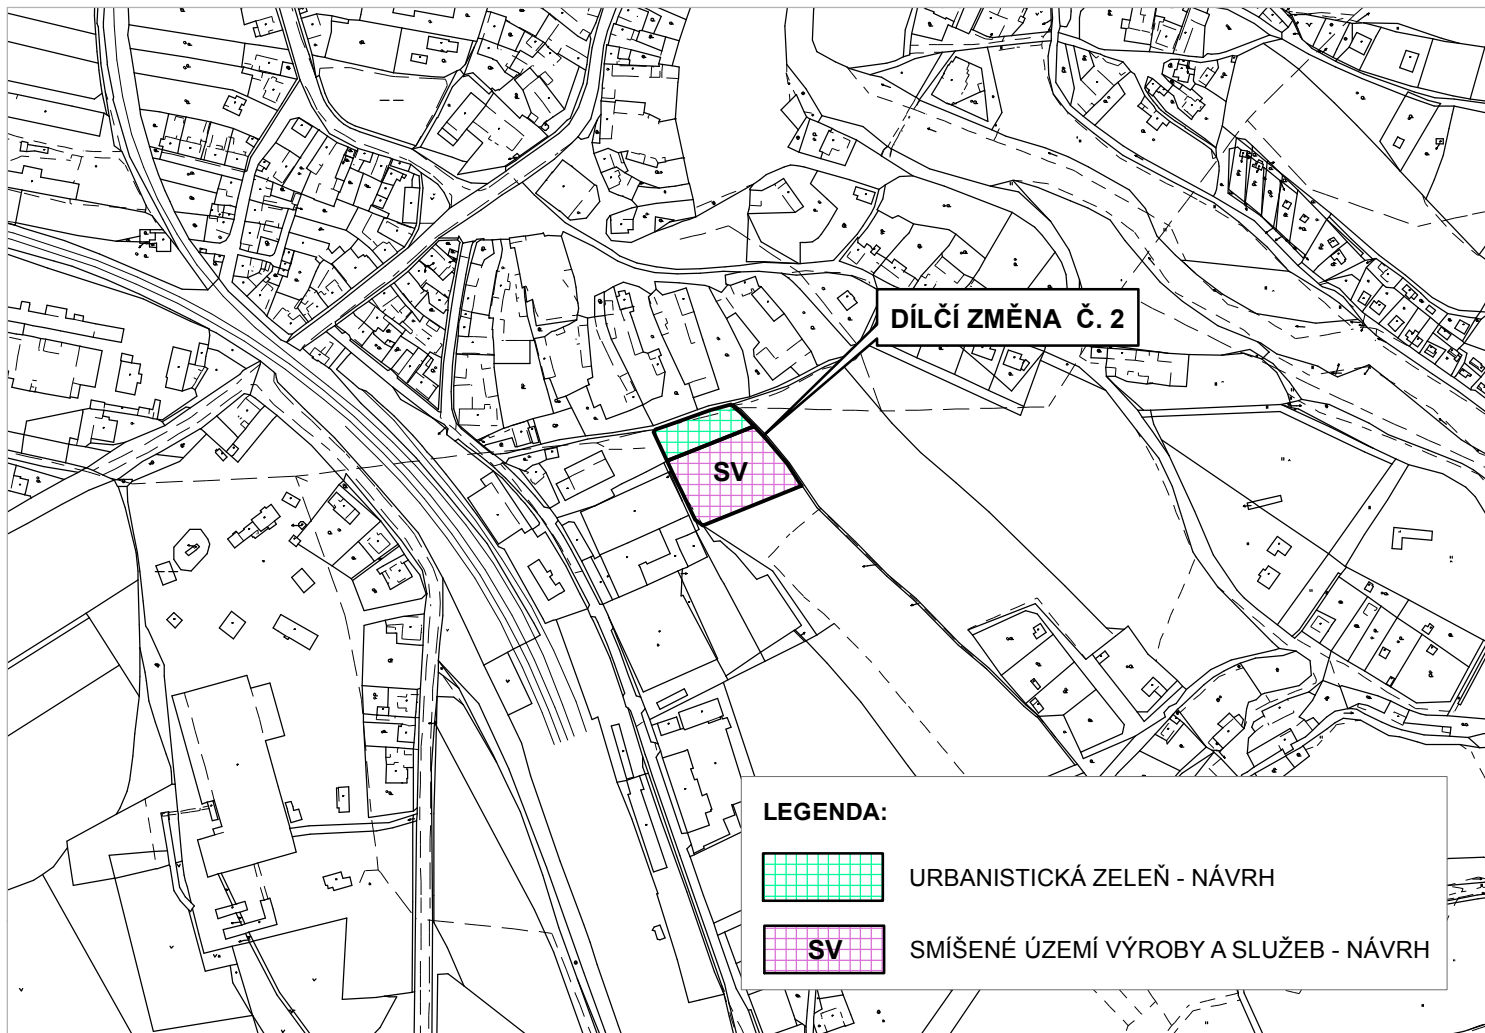 DÍLČÍ ZMĚNA Č. 2
SV
LEGENDA:
URBANISTICKÁ ZELEŇ - NÁVRH
SV SMÍŠENÉ ÚZEMÍ VÝROBY A SLUŽEB - NÁVRH